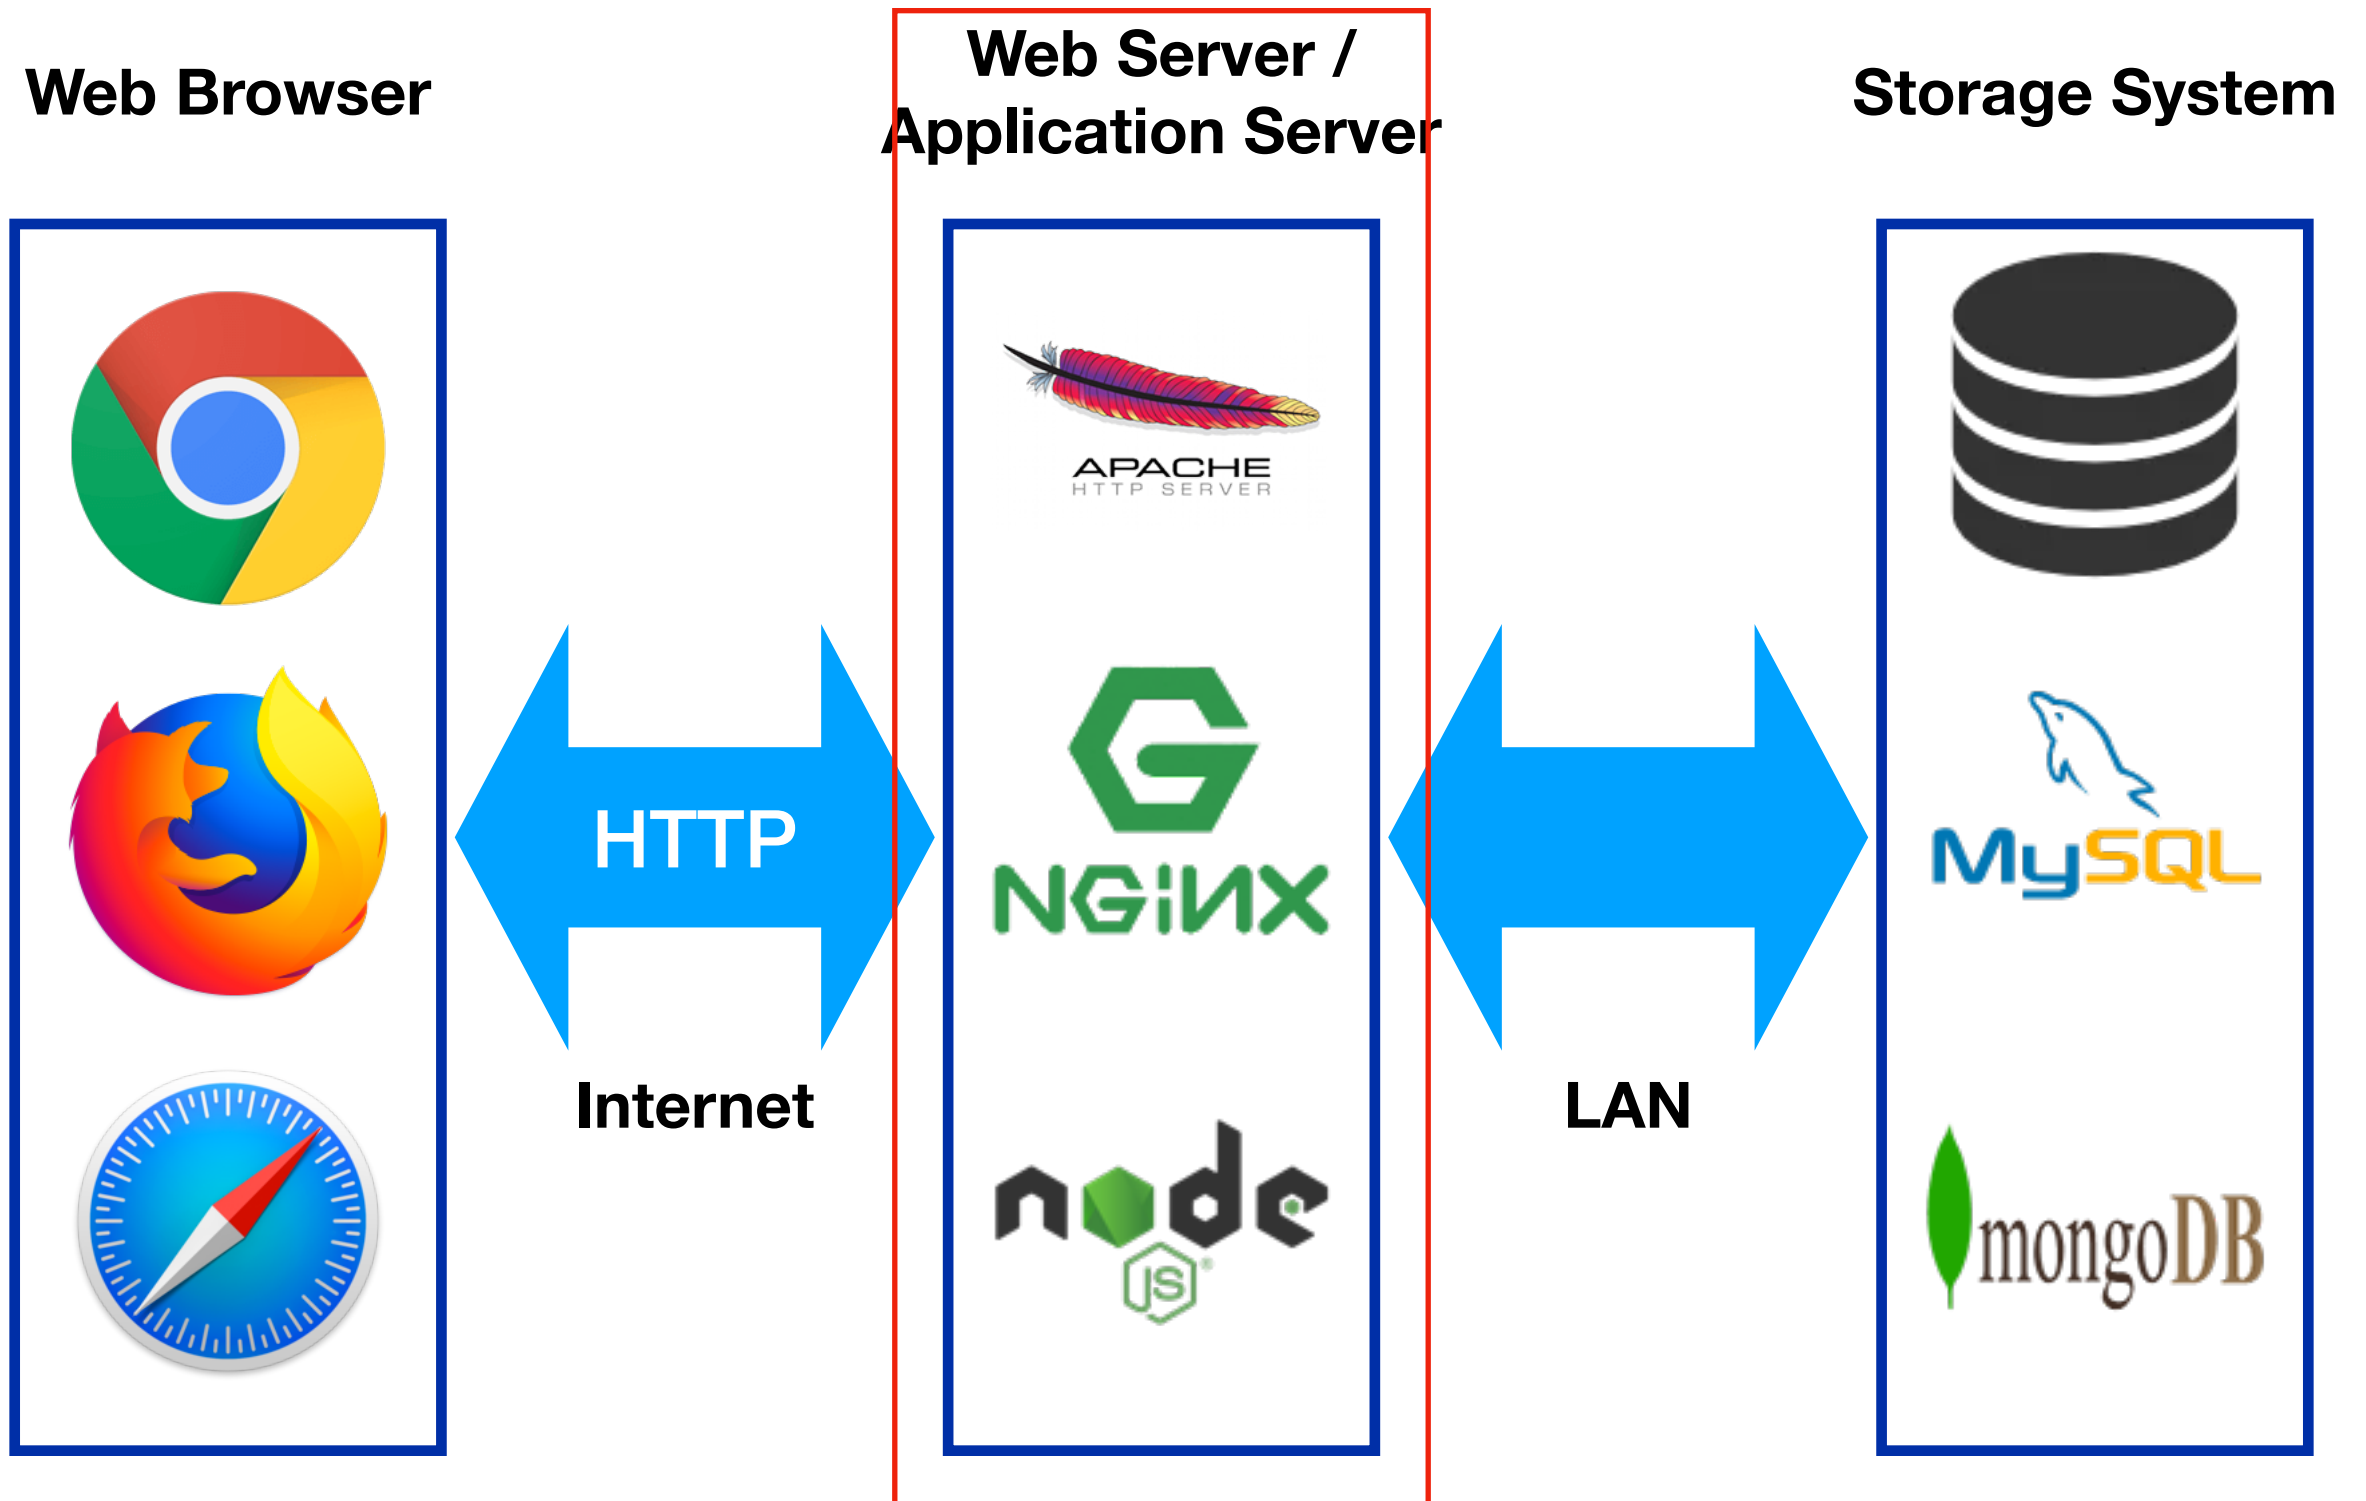 Web Browser
Web Server /
Application Server
Storage System
APACHE
HTTP SERVER
NGiNX
HTTP
MySQL
Internet
LAN
node
JS®
mongoDB